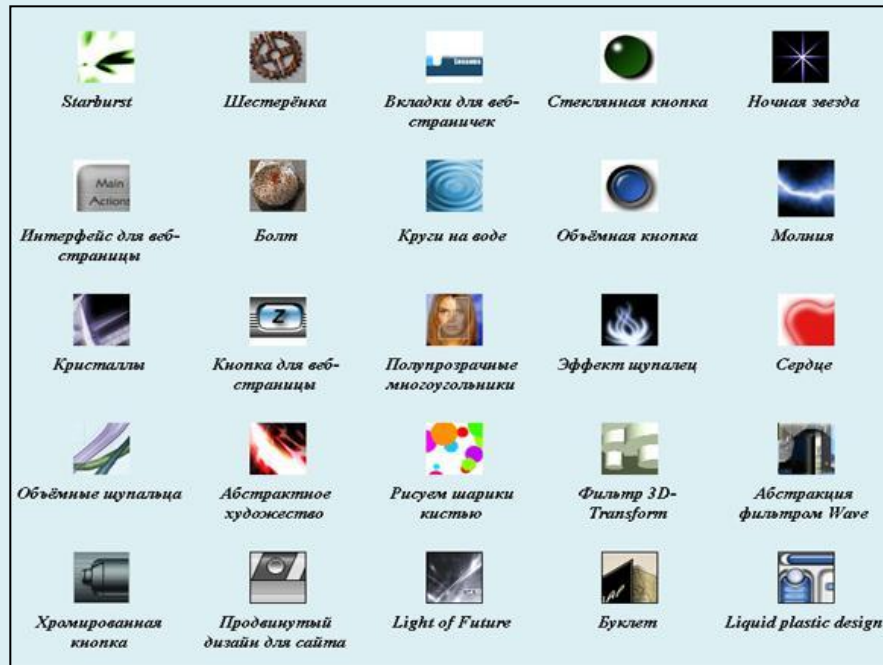 Starburst
Шестерёнка
Вкладки для веб-
страничек
Стеклянная кнопка
Ночная звезда
Main
Actions
Интерфейс для веб-
страницы
Болт
Круги на воде
Объёмная кнопка
Молния
Кристаллы
Z
Кнопка для веб-
страницы
Полупрозрачные
многоугольники
Эффект щупалец
Сердце
Объёмные щупальца
Абстрактное
художество
Рисуем шарики
кистью
Фильтр 3D-
Transform
Абстракция
фильтром Wave
Хромированная
кнопка
Продвинутый
дизайн для сайта
Light of Future
Буклет
Liquid plastic design